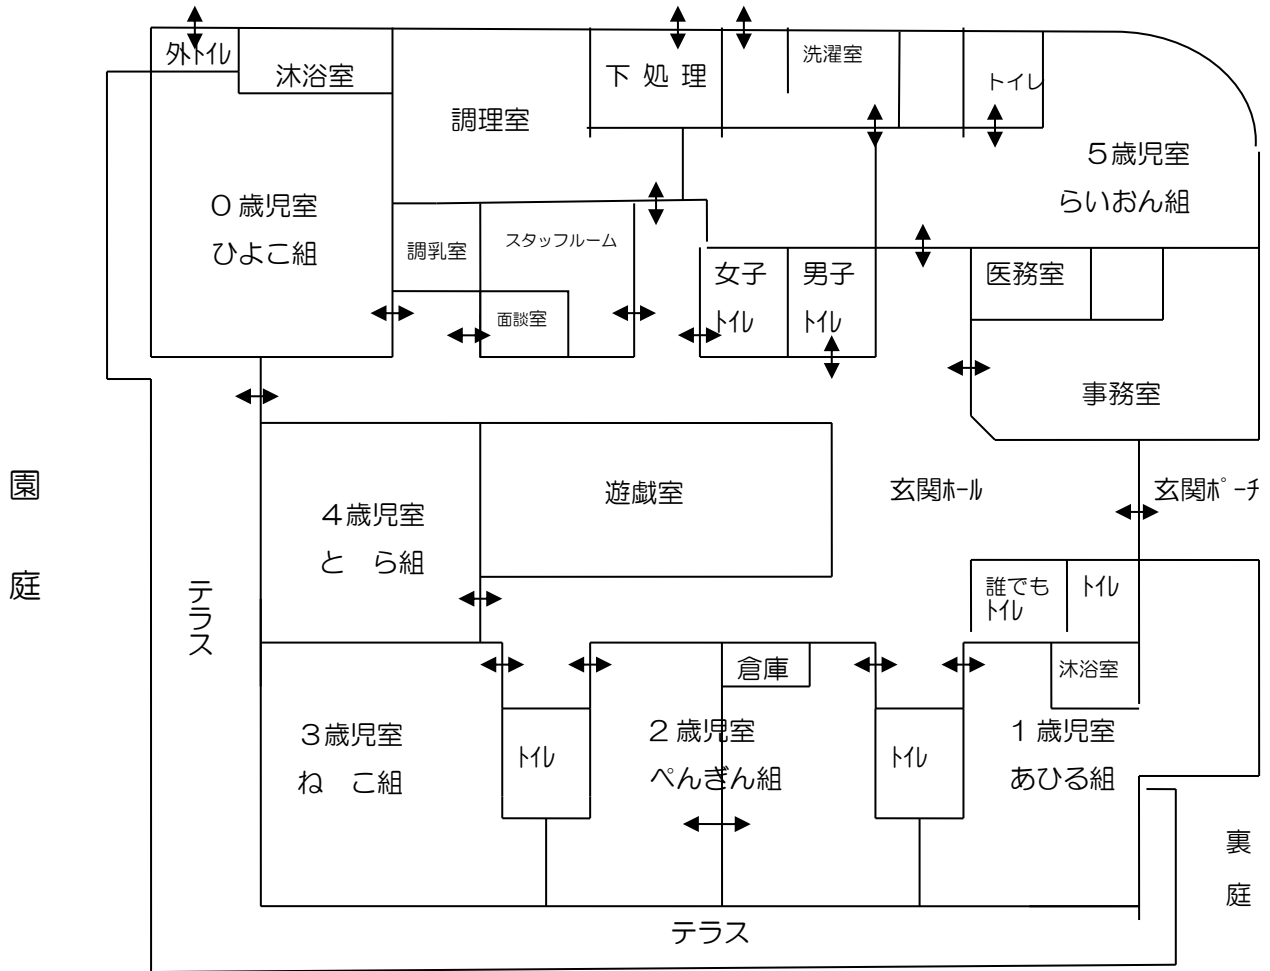 外ﾄｲﾚ
沐浴室
下 処 理
洗濯室
トイレ
調理室
５歳児室
らいおん組
０歳児室
ひよこ組
調乳室
スタッフルーム
面談室
女子
ﾄｲﾚ
男子
ﾄｲﾚ
医務室
事務室
園
庭
４歳児室
と　ら組
遊戯室
玄関ﾎｰﾙ
玄関ﾎﾟｰﾁ
テラス
誰でも
ﾄｲﾚ
ﾄｲﾚ
倉庫
沐浴室
３歳児室
ね　こ組
ﾄｲﾚ
２歳児室
ぺんぎん組
ﾄｲﾚ
１歳児室
あひる組
裏
庭
テラス